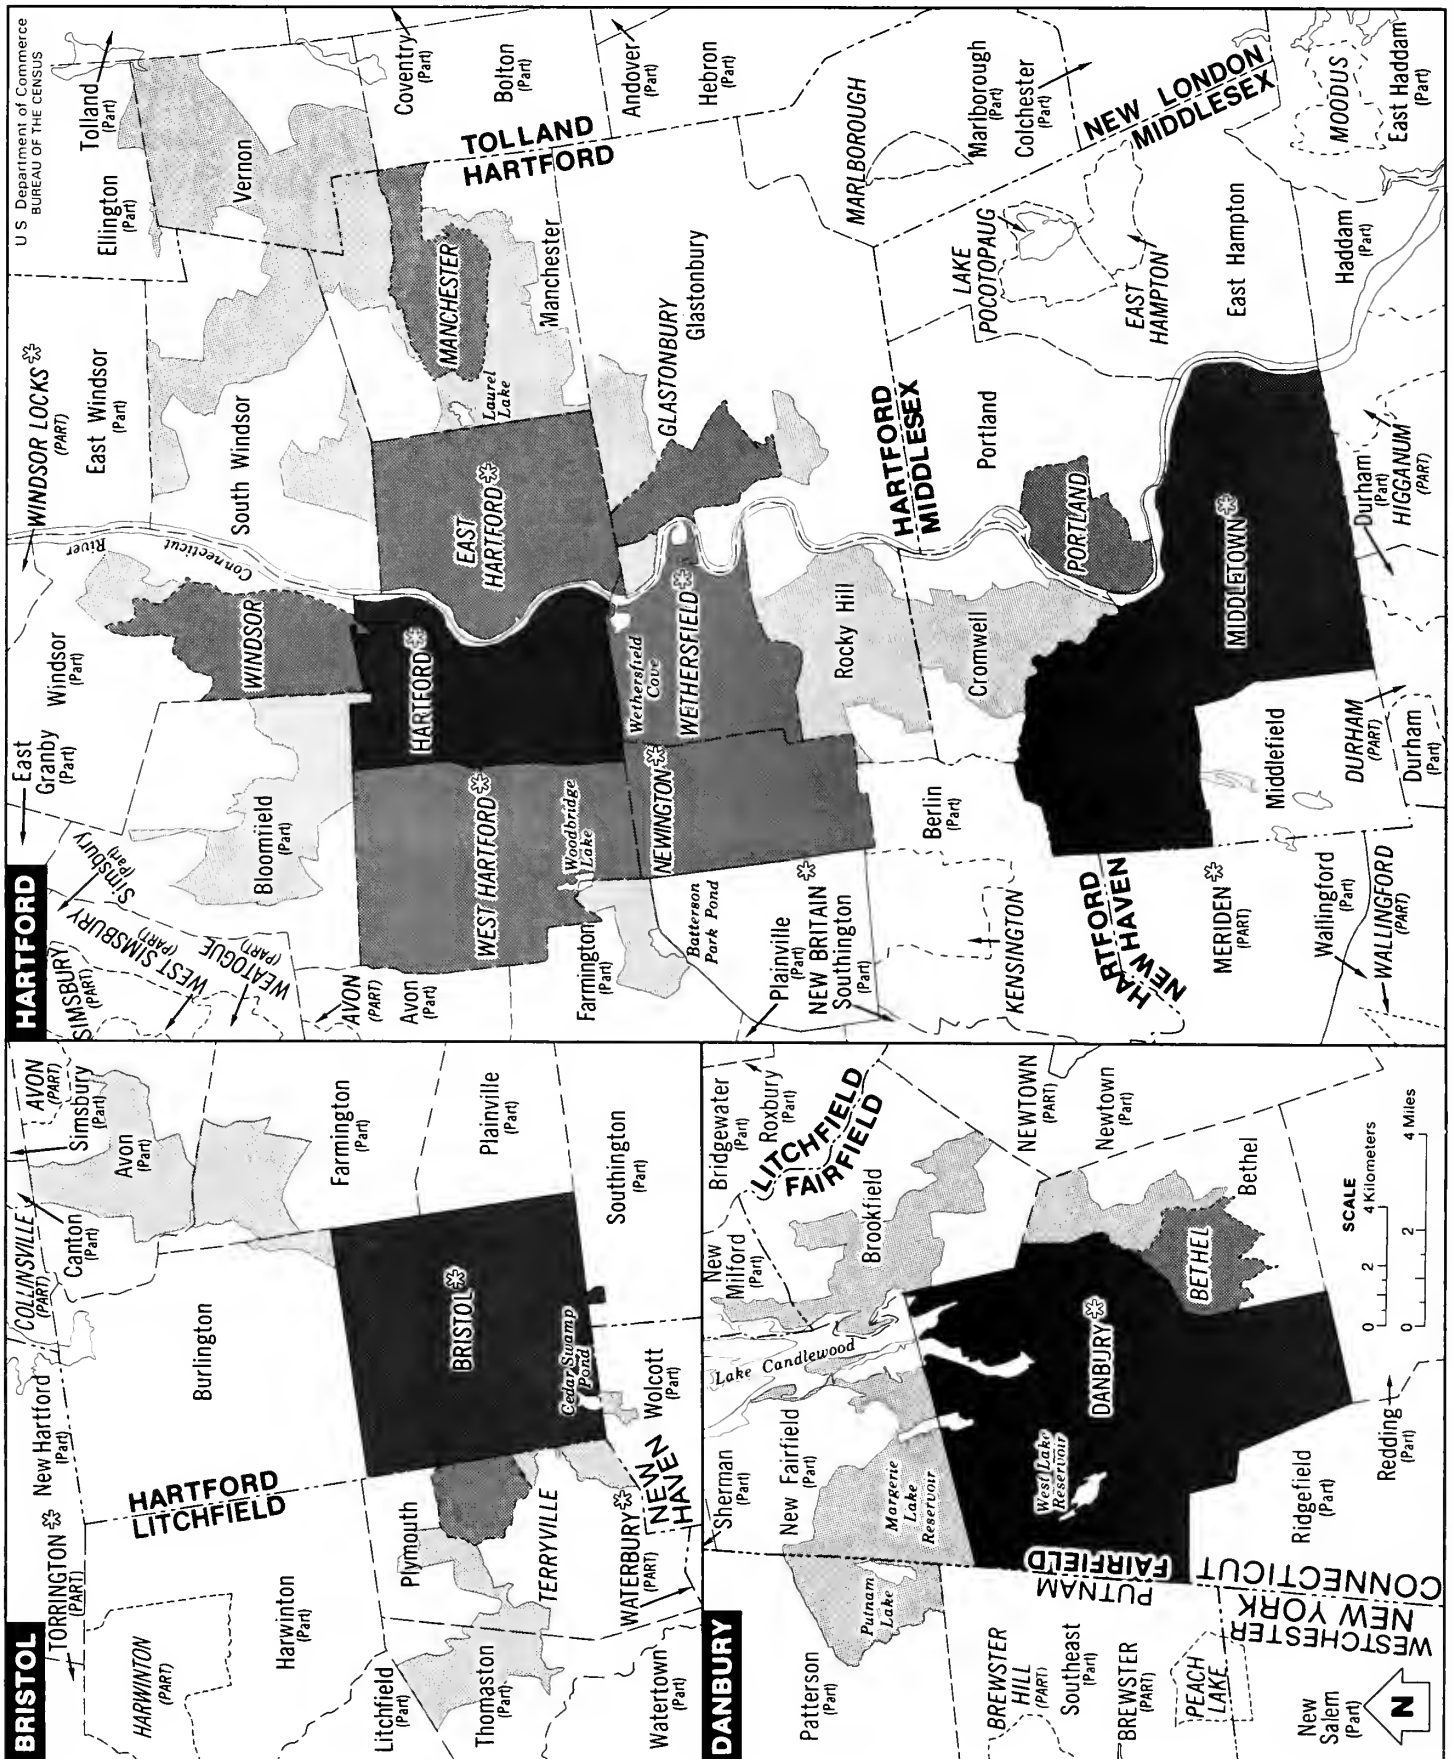 BRISTOL
TORRINGTON
(PART)
New Hartford
(Part)
COLLINSVILLE
(PART)
Canton
(Part)
Simsbury
(Part)
AVON
(PART)
Avon
(Part)
HARWINTON
(PART)
Harwinton
HARTFORD
LITCHFIELD
Burlington
Farmington
(Part)
Plainville
(Part)
Southington
(Part)
BRISTOL
Cedar Swamp
Pond
Plymouth
TERRYVILLE
Litchfield
(Part)
Thomaston
(Part)
Watertown
(Part)
WATERBURY
(PART)
NEW
HAVEN
Wolcott
(Part)
DANBURY
Sherman
(Part)
New Fairfield
(Part)
Lake Candlewood
New
Milford
(Part)
Bridgewater
(Part)
Roxbury
(Part)
LITCHFIELD
FAIRFIELD
Brookfield
NEWTOWN
(PART)
Newtown
(Part)
Patterson
(Part)
Putnam
Lake
Margerie
Lake
Reservoir
West Lake
Reservoir
DANBURY
BETHEL
Bethel
FAIRFIELD
PUTNAM
BREWSTER
HILL
(PART)
Southeast
(Part)
BREWSTER
(PART)
PEACH
LAKE
New
Salem
(Part)
CONNECTICUT
NEW YORK
WESTCHESTER
Ridgefield
(Part)
Redding
(Part)
SCALE
0 2 4 Kilometers
0 2 4 Miles
N
HARTFORD
U S Department of Commerce
BUREAU OF THE CENSUS
SIMSBURY
(PART)
WEST SIMSBURY
(PART)
WEATOGUE
(PART)
Simsbury
(Part)
East
Granby
(Part)
Windsor
(Part)
WINDSOR LOCKS
(PART)
East Windsor
(Part)
Ellington
(Part)
Tolland
(Part)
Bloomfield
(Part)
WINDSOR
Connecticut
River
South Windsor
Vernon
AVON
(PART)
Avon
(Part)
WEST HARTFORD
HARTFORD
EAST
HARTFORD
MANCHESTER
Laurel
Lake
Manchester
TOLLAND
HARTFORD
Coventry
(Part)
Bolton
(Part)
Andover
(Part)
Hebron
(Part)
Farmington
(Part)
Woodbridge
Lake
NEWINGTON
Wethersfield
Cove
WETHERSFIELD
GLASTONBURY
Glastonbury
Batterson
Park Pond
Plainville
(Part)
NEW BRITAIN
Southington
(Part)
Rocky Hill
MARLBOROUGH
Marlborough
(Part)
Colchester
(Part)
HARTFORD
MIDDLESEX
Berlin
(Part)
KENSINGTON
Cromwell
PORTLAND
Portland
LAKE
POCOTOPAUG
EAST
HAMPTON
East Hampton
NEW LONDON
MIDDLESEX
HARTFORD
NEW HAVEN
MERIDEN
(PART)
MIDDLETOWN
Middlefield
Haddam
(Part)
MOODUS
East Haddam
(Part)
Wallingford
(Part)
WALLINGFORD
(PART)
DURHAM
(PART)
Durham
(Part)
Durham
(Part)
HIGGANUM
(PART)